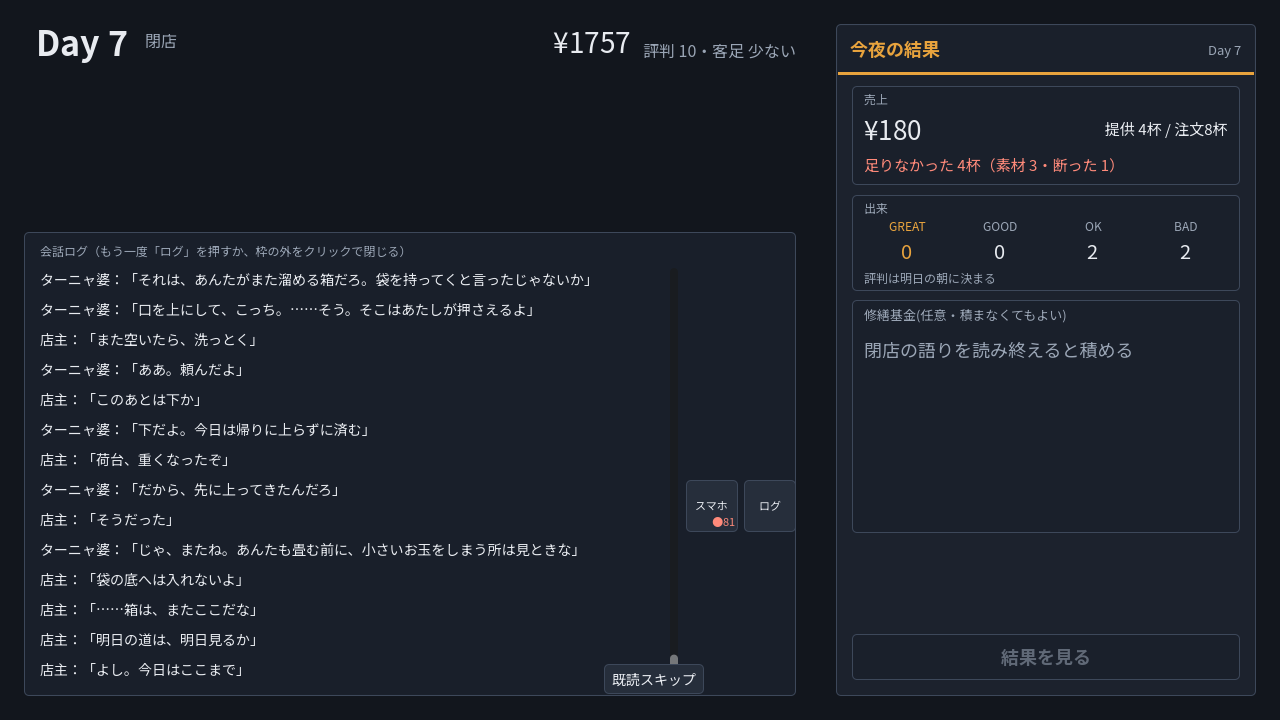 Day 7 閉店
¥1757 評判 10・客足 少ない
会話ログ（もう一度「ログ」を押すか、枠の外をクリックで閉じる）
ターニャ婆：「それは、あんたがまた溜める箱だろ。袋を持ってくと言ったじゃないか」
ターニャ婆：「口を上にして、こっち。……そう。そこはあたしが押さえるよ」
店主：「また空いたら、洗っとく」
ターニャ婆：「ああ。頼んだよ」
店主：「このあとは下か」
ターニャ婆：「下だよ。今日は帰りに上らずに済む」
店主：「荷台、重くなったぞ」
ターニャ婆：「だから、先に上ってきたんだろ」
店主：「そうだった」
ターニャ婆：「じゃ、またね。あんたも畳む前に、小さいお玉をしまう所は見ときな」
店主：「袋の底へは入れないよ」
店主：「……箱は、またここだな」
店主：「明日の道は、明日見るか」
店主：「よし。今日はここまで」
スマホ
81
ログ
既読スキップ
今夜の結果 Day 7
売上
¥180 提供 4杯 / 注文8杯
足りなかった 4杯（素材 3・断った 1）
出来
GREAT GOOD OK BAD
0 0 2 2
評判は明日の朝に決まる
修繕基金(任意・積まなくてもよい)
閉店の語りを読み終えると積める
結果を見る